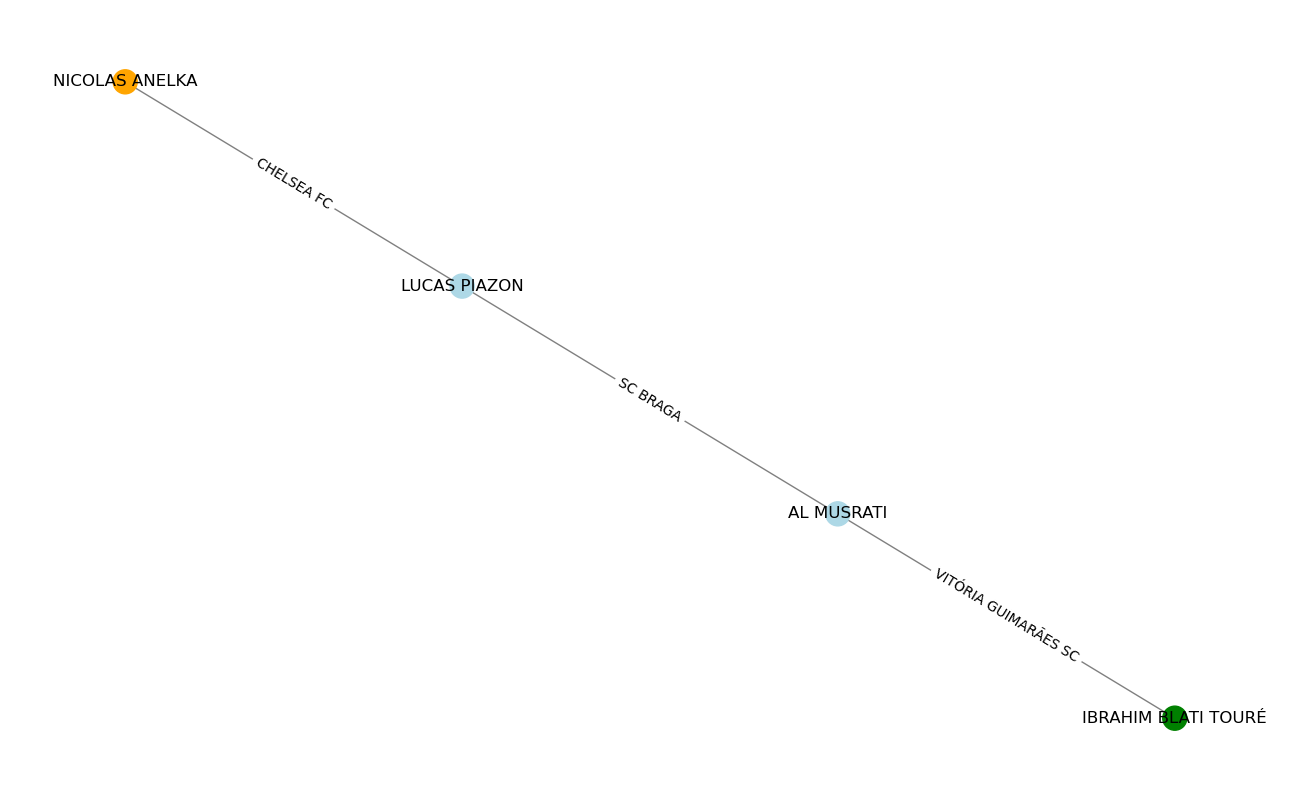 NICOLAS ANELKA
CHELSEA FC
LUCAS PIAZON
SC BRAGA
AL MUSRATI
VITÓRIA GUIMARÃES SC
IBRAHIM BLATI TOURÉ